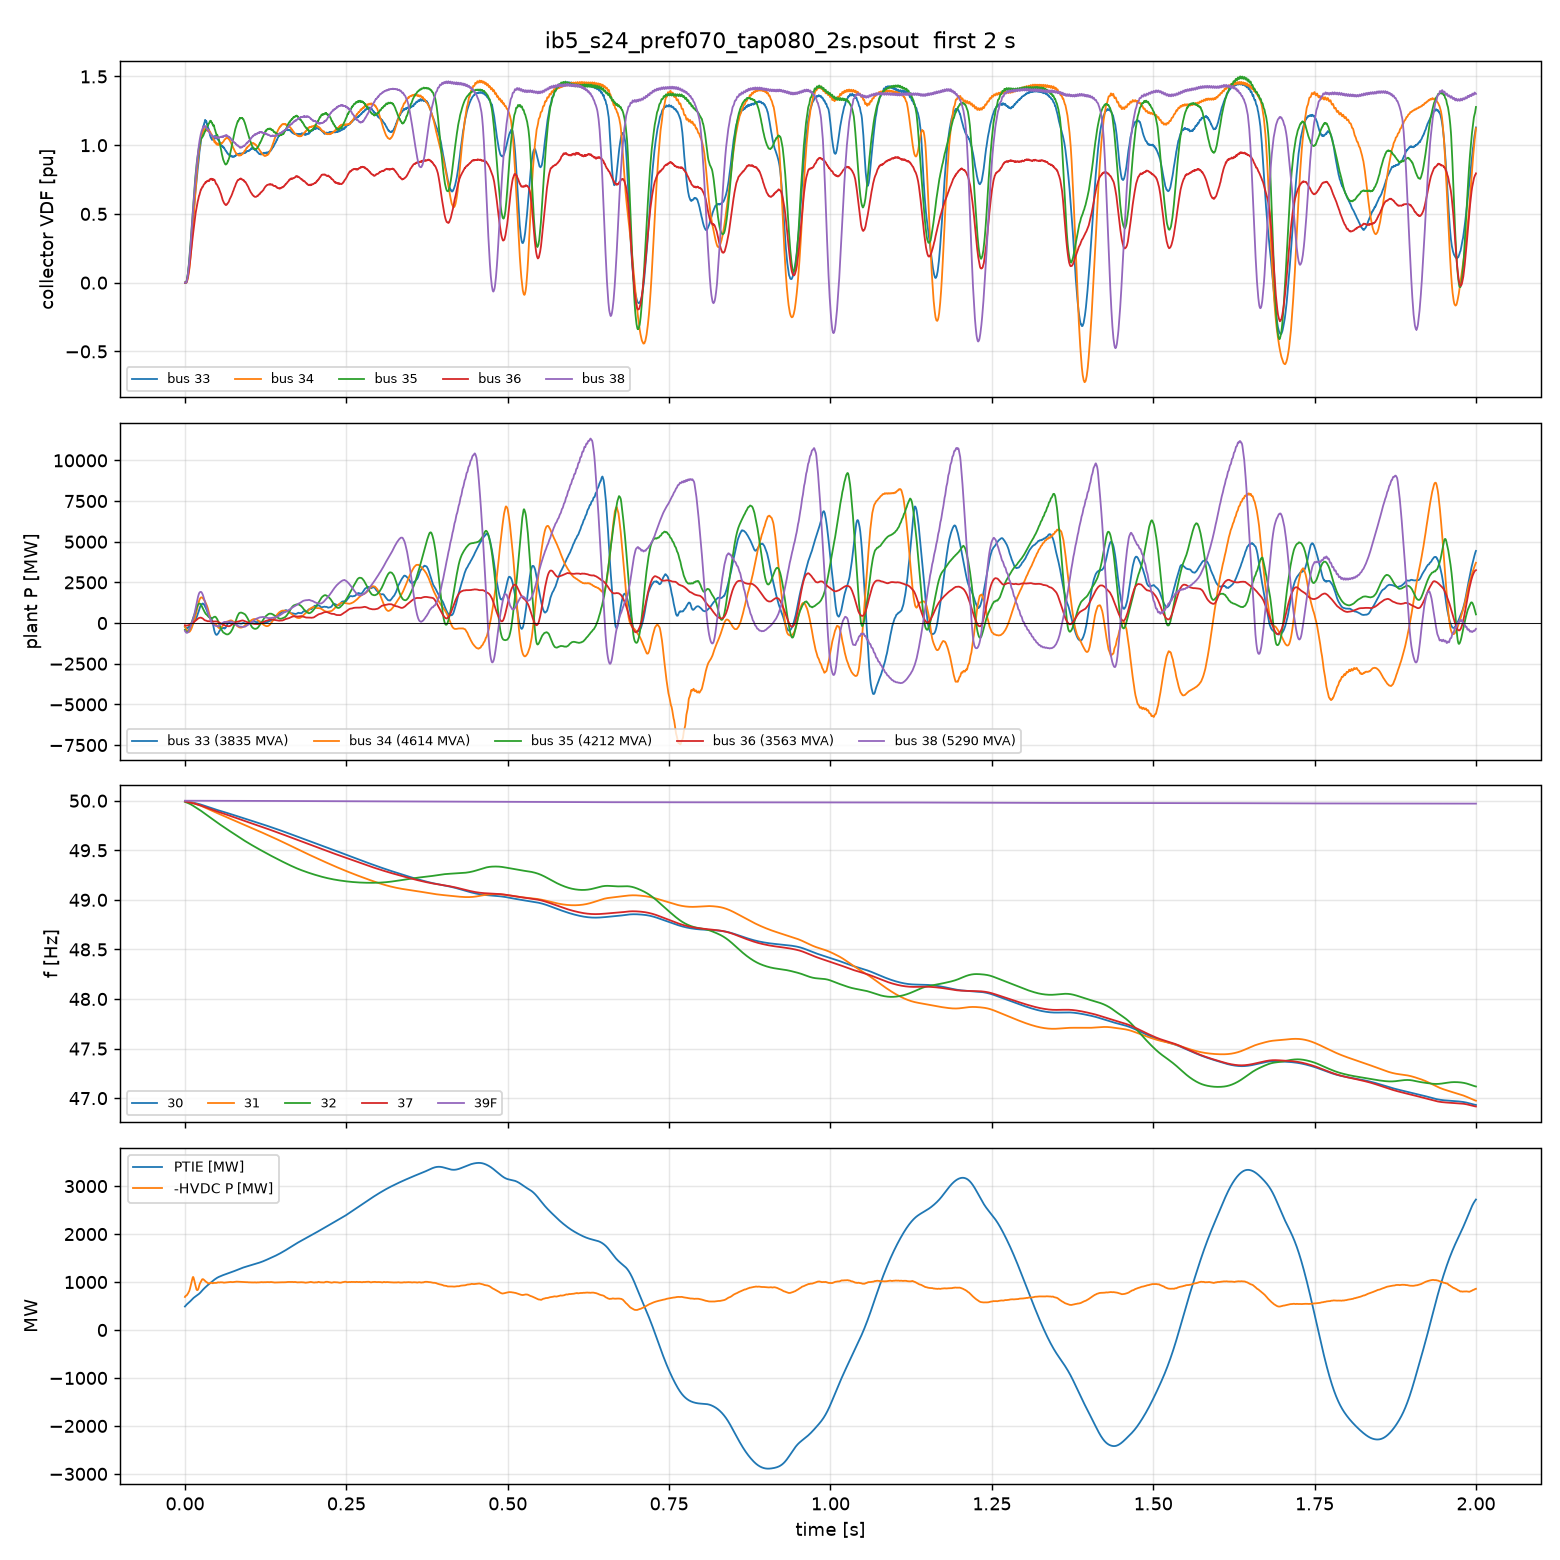 ib5_s24_pref070_tap080_2s.psout  first 2 s
collector VDF [pu]
1.5
1.0
0.5
0.0
−0.5
bus 33
bus 34
bus 35
bus 36
bus 38
plant P [MW]
10000
7500
5000
2500
0
−2500
−5000
−7500
bus 33 (3835 MVA)
bus 34 (4614 MVA)
bus 35 (4212 MVA)
bus 36 (3563 MVA)
bus 38 (5290 MVA)
f [Hz]
50.0
49.5
49.0
48.5
48.0
47.5
47.0
30
31
32
37
39F
MW
3000
2000
1000
0
−1000
−2000
−3000
PTIE [MW]
-HVDC P [MW]
0.00
0.25
0.50
0.75
1.00
1.25
1.50
1.75
2.00
time [s]